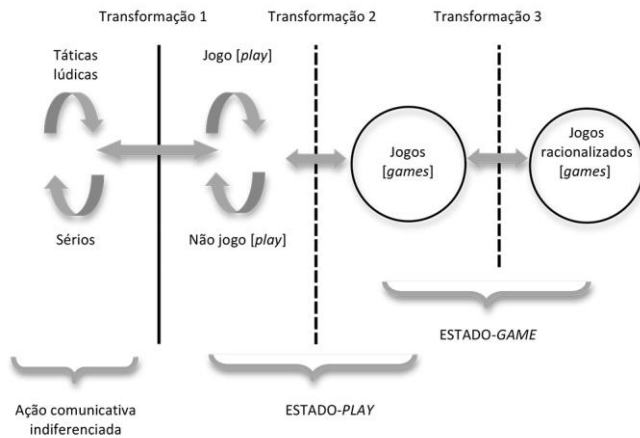 Transformação 1
Transformação 2
Transformação 3
Táticas
lúdicas
Jogo [play]
Jogos
[games]
Jogos
racionalizados
[games]
Sérios
Não jogo [play]
ESTADO-GAME
Ação comunicativa
indiferenciada
ESTADO-PLAY